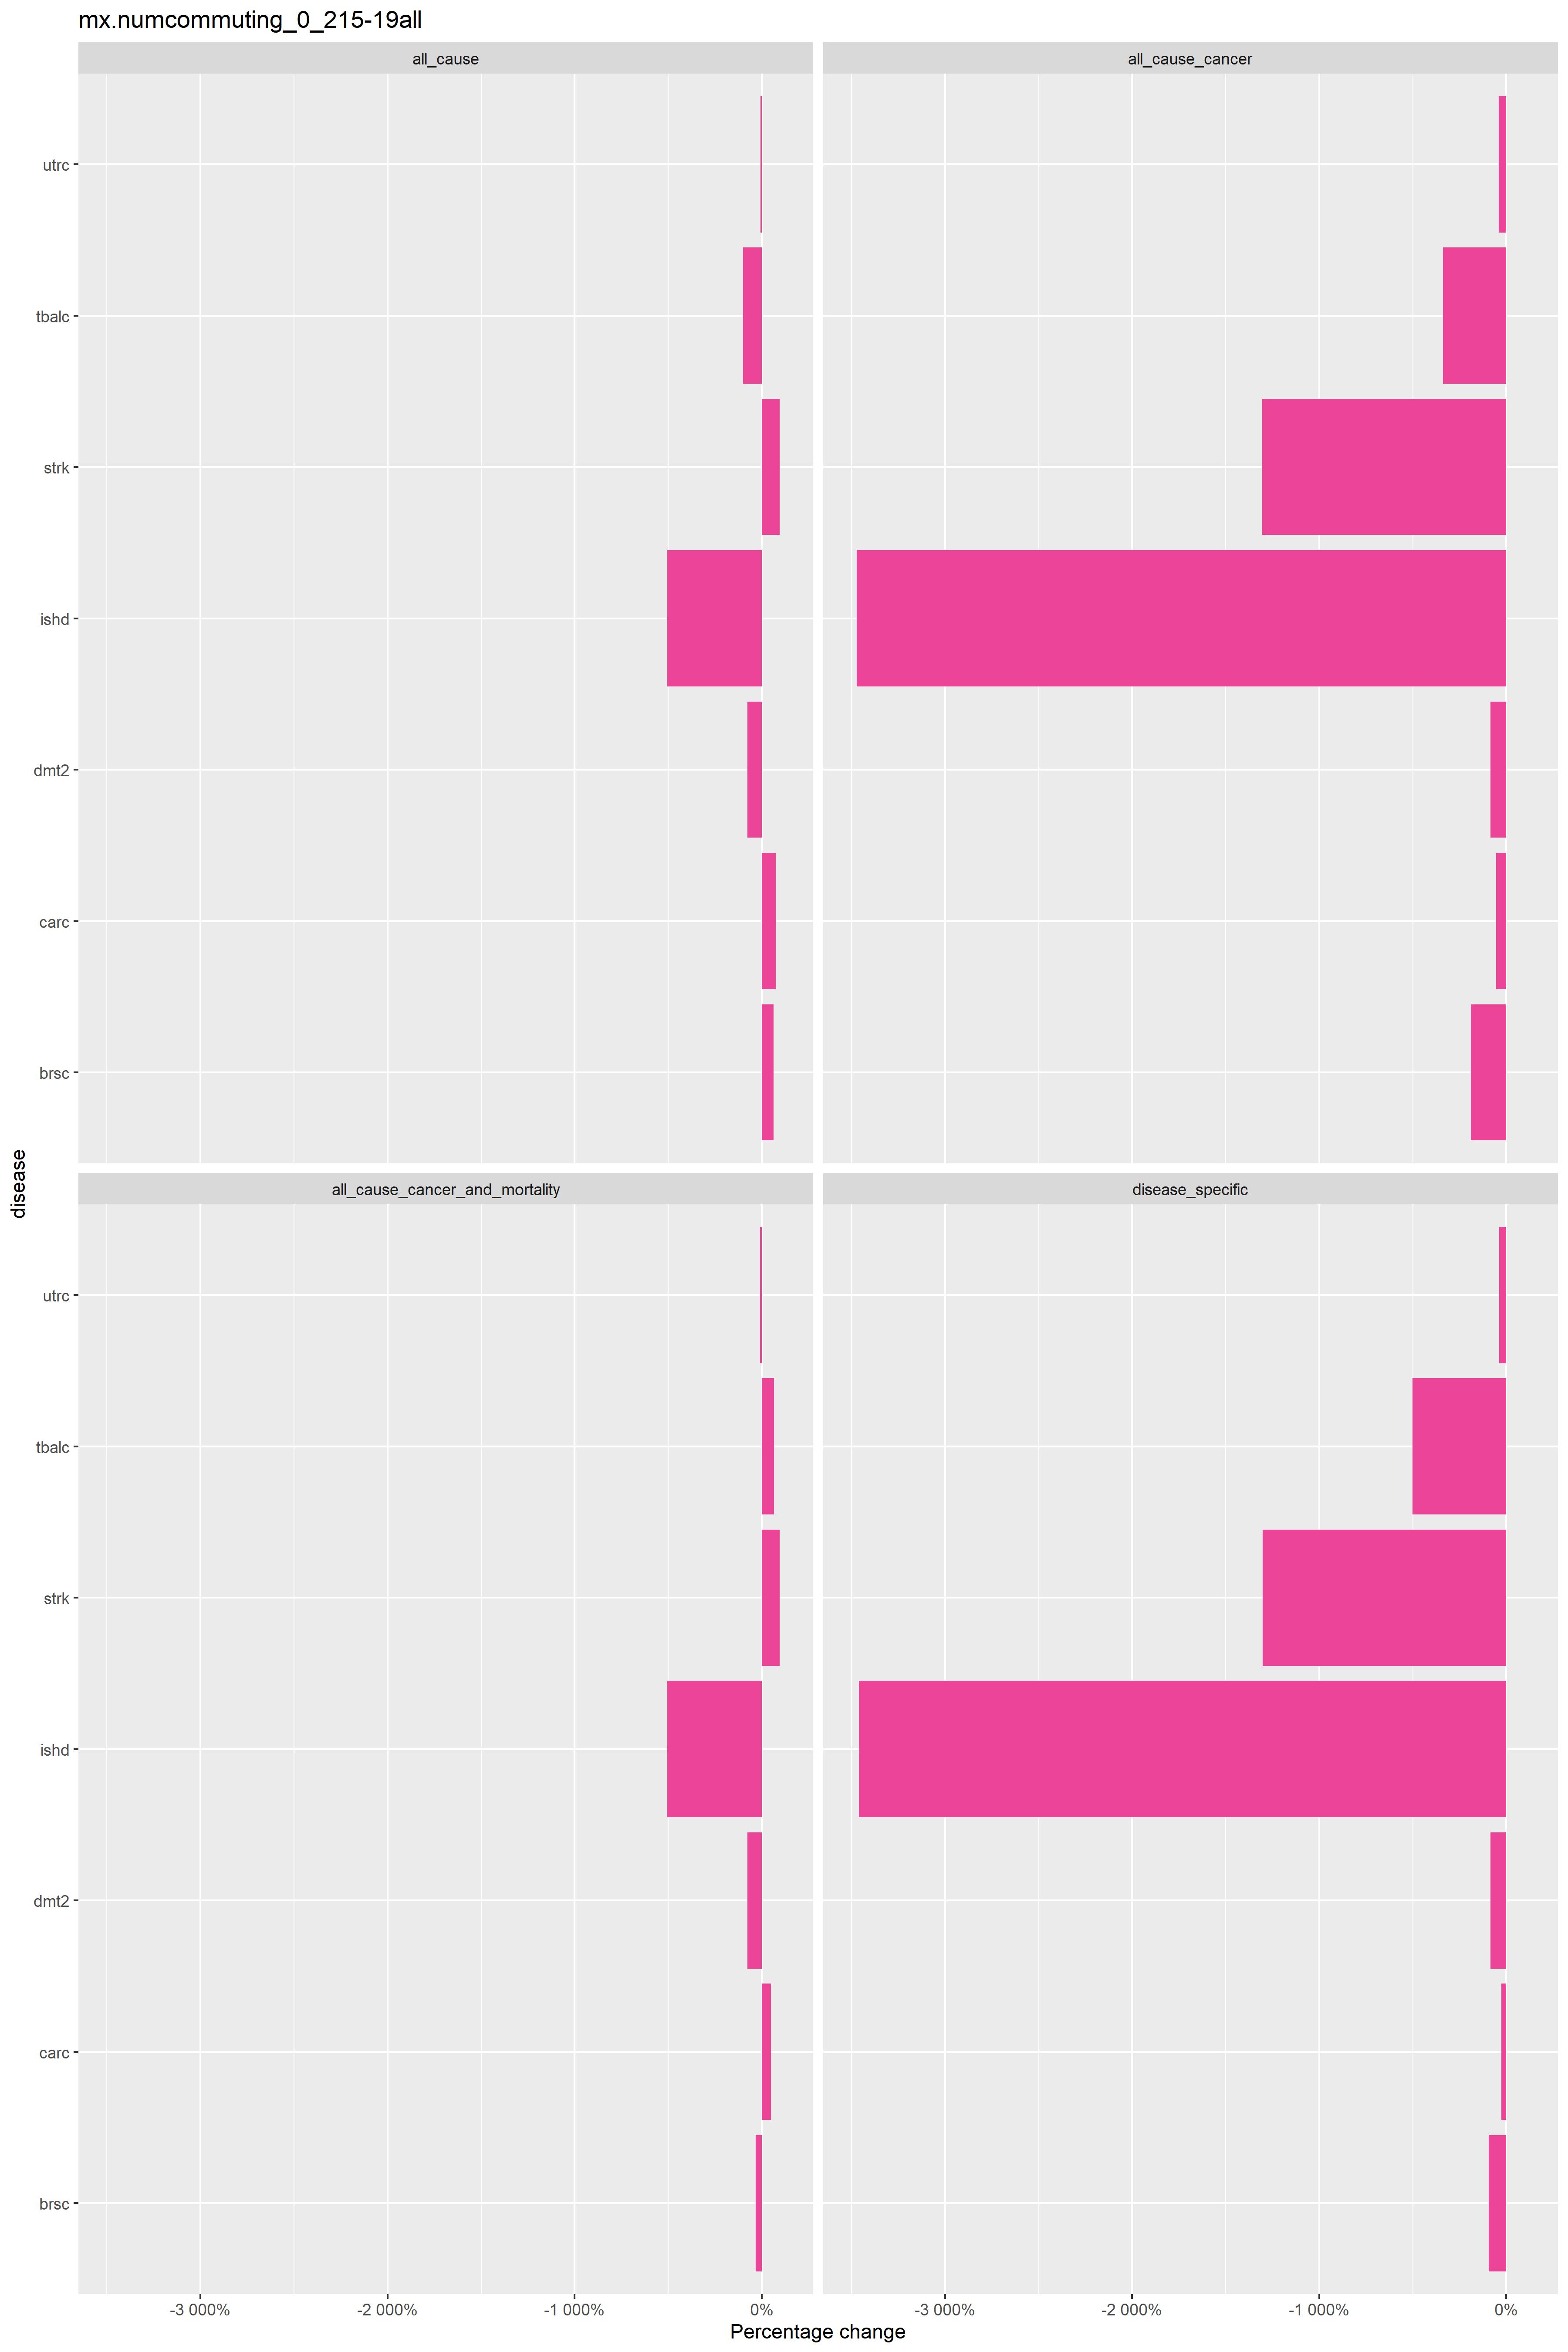 mx.numcommuting_0_215-19all
all_cause
all_cause_cancer
utrc
tbalc
strk
ishd
dmt2
carc
brsc
disease
all_cause_cancer_and_mortality
disease_specific
utrc
tbalc
strk
ishd
dmt2
carc
brsc
-3 000% -2 000% -1 000% 0% -3 000% -2 000% -1 000% 0%
Percentage change